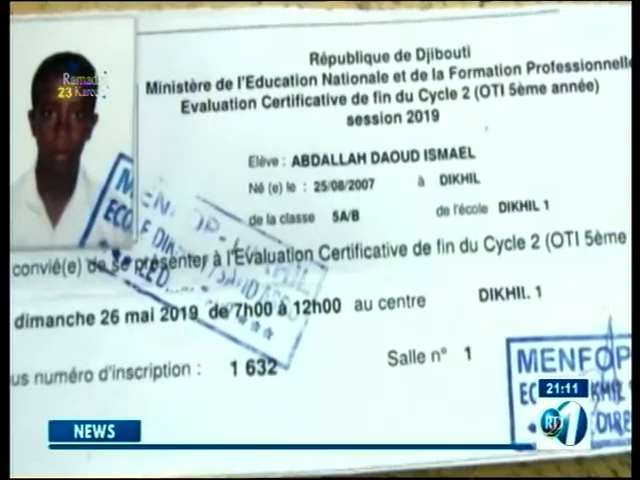 Ramad
23 Karee
République de Djibouti
Ministère de l'Education Nationale et de la Formation Professionnelle
Evaluation Certificative de fin du Cycle 2 (OTI 5ème année)
session 2019
Elève : ABDALLAH DAOUD ISMAEL
Né (e) le : 25/08/2007 à DIKHIL
de la classe 5A/B de l'école DIKHIL 1
convié(e) de se présenter à l'Evaluation Certificative de fin du Cycle 2 (OTI 5ème
dimanche 26 mai 2019 de 7h00 à 12h00 au centre DIKHIL. 1
us numéro d'inscription : 1 632 Salle n° 1
MENFOP
21:11
NEWS